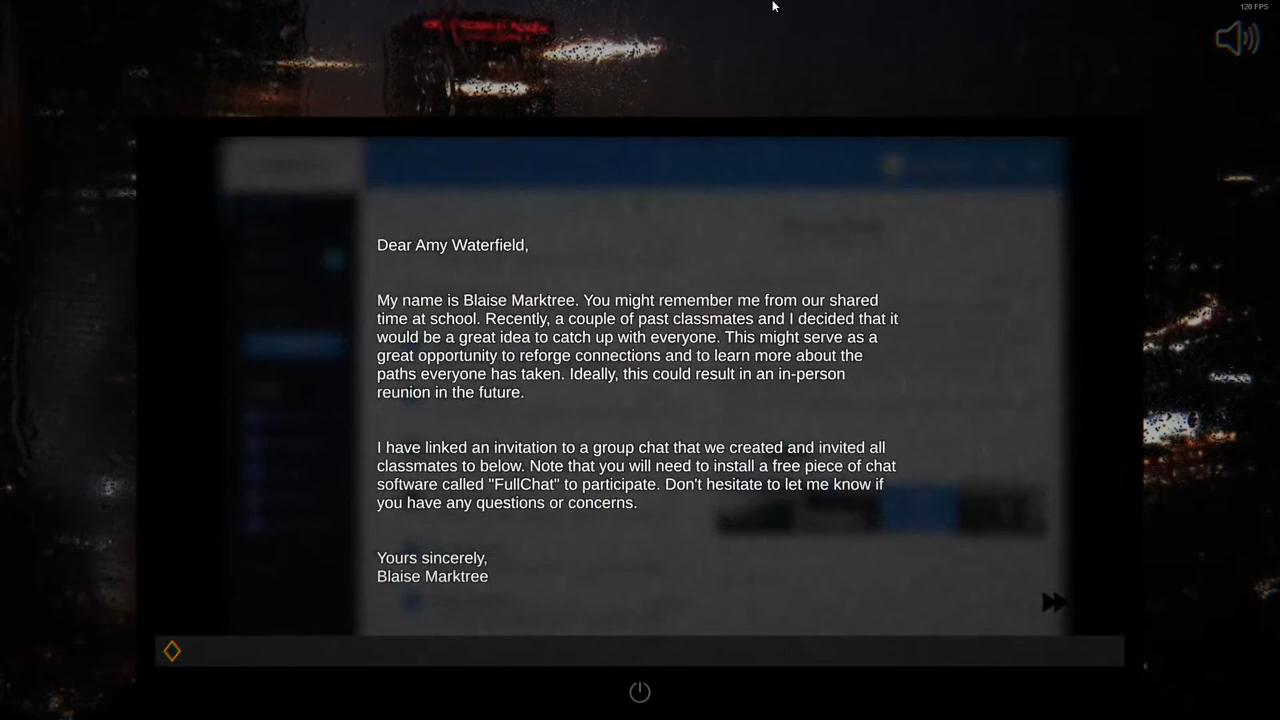 120 FPS
Dear Amy Waterfield,
My name is Blaise Marktree. You might remember me from our shared
time at school. Recently, a couple of past classmates and I decided that it
would be a great idea to catch up with everyone. This might serve as a
great opportunity to reforge connections and to learn more about the
paths everyone has taken. Ideally, this could result in an in-person
reunion in the future.
I have linked an invitation to a group chat that we created and invited all
classmates to below. Note that you will need to install a free piece of chat
software called "FullChat" to participate. Don't hesitate to let me know if
you have any questions or concerns.
Yours sincerely,
Blaise Marktree